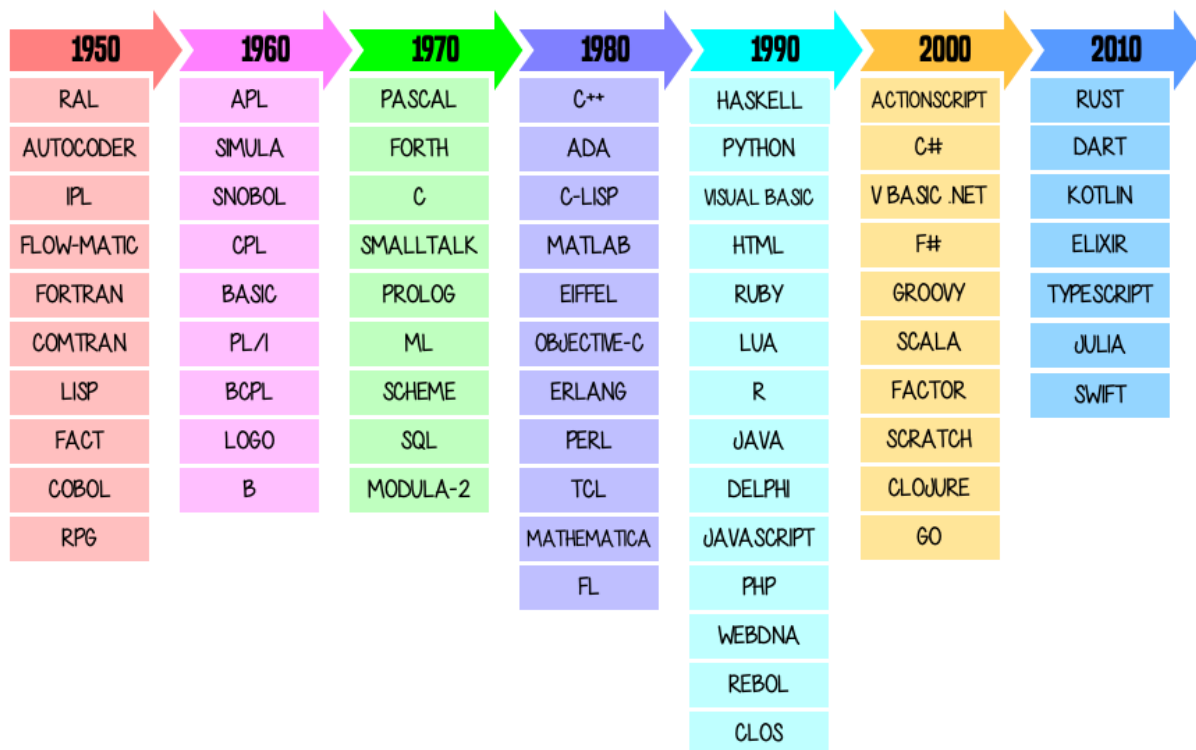 1950
1960
1970
1980
1990
2000
2010
RAL
AUTOCODER
IPL
FLOW-MATIC
FORTRAN
COMTRAN
LISP
FACT
COBOL
RPG
APL
SIMULA
SNOBOL
CPL
BASIC
PL/I
BCPL
LOGO
B
PASCAL
FORTH
C
SMALLTALK
PROLOG
ML
SCHEME
SQL
MODULA-2
C++
ADA
C-LISP
MATLAB
EIFFEL
OBJECTIVE-C
ERLANG
PERL
TCL
MATHEMATICA
FL
HASKELL
PYTHON
VISUAL BASIC
HTML
RUBY
LUA
R
JAVA
DELPHI
JAVASCRIPT
PHP
WEBDNA
REBOL
CLOS
ACTIONSCRIPT
C#
V BASIC .NET
F#
GROOVY
SCALA
FACTOR
SCRATCH
CLOJURE
GO
RUST
DART
KOTLIN
ELIXIR
TYPESCRIPT
JULIA
SWIFT